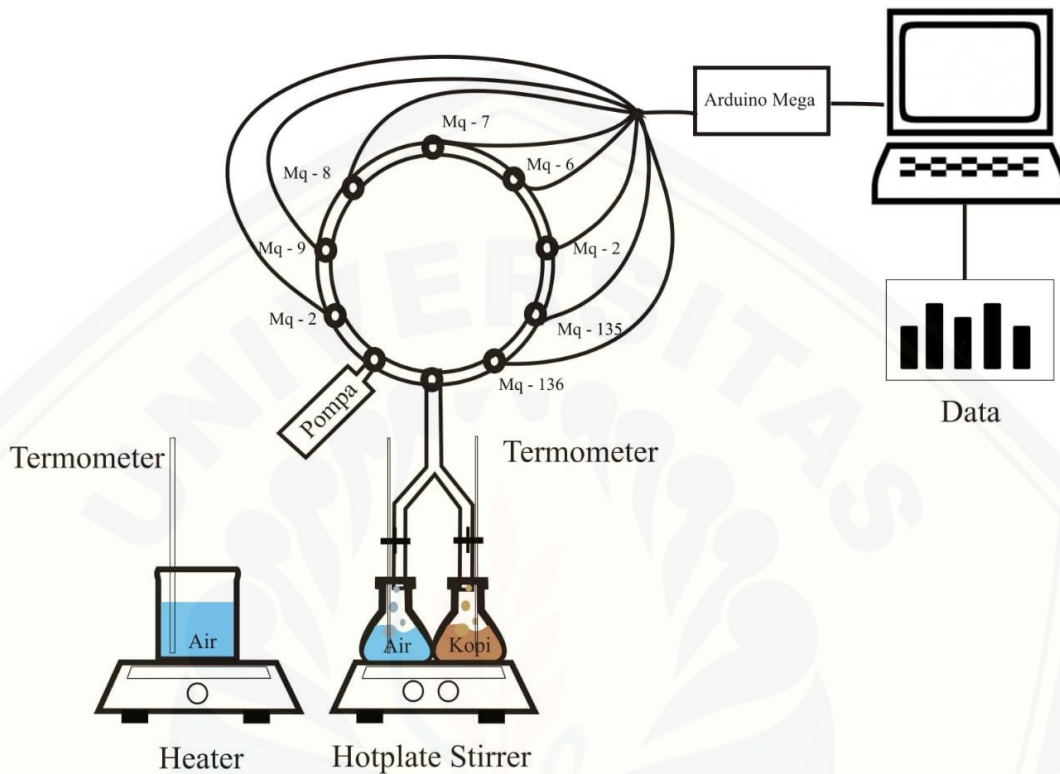 Mq - 7
Arduino Mega
Mq - 8
Mq - 6
Mq - 9
Mq - 2
Mq - 2
Mq - 135
Mq - 136
Pompa
Data
Termometer
Termometer
Air
Air
Kopi
Heater
Hotplate Stirrer
UNIVERSITAS